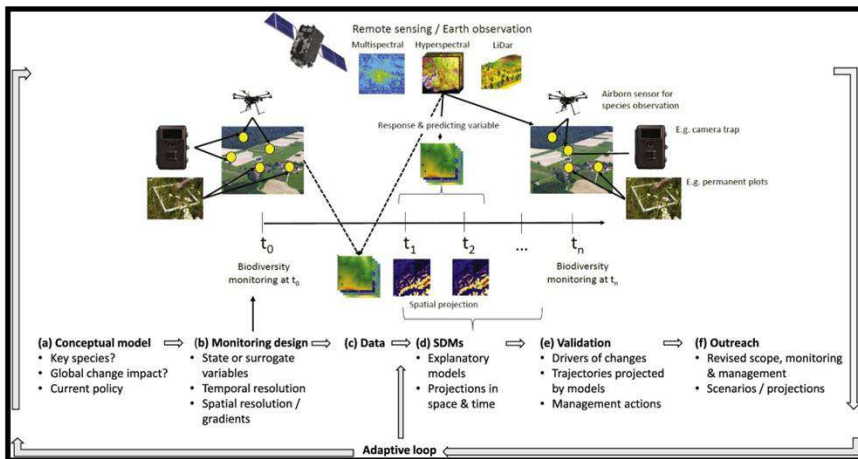 Remote sensing / Earth observation
Multispectral
Hyperspectral
LiDar
Airborn sensor for
species observation
Response & predicting variable
E.g. camera trap
E.g. permanent plots
t0
t1
t2
...
tn
Biodiversity
monitoring at t0
Biodiversity
monitoring at tn
Spatial projection
(a) Conceptual model
• Key species?
• Global change impact?
• Current policy
(b) Monitoring design
• State or surrogate
variables
• Temporal resolution
• Spatial resolution /
gradients
(c) Data
(d) SDMs
• Explanatory
models
• Projections in
space & time
(e) Validation
• Drivers of changes
• Trajectories projected
by models
• Management actions
(f) Outreach
• Revised scope, monitoring
& management
• Scenarios / projections
Adaptive loop